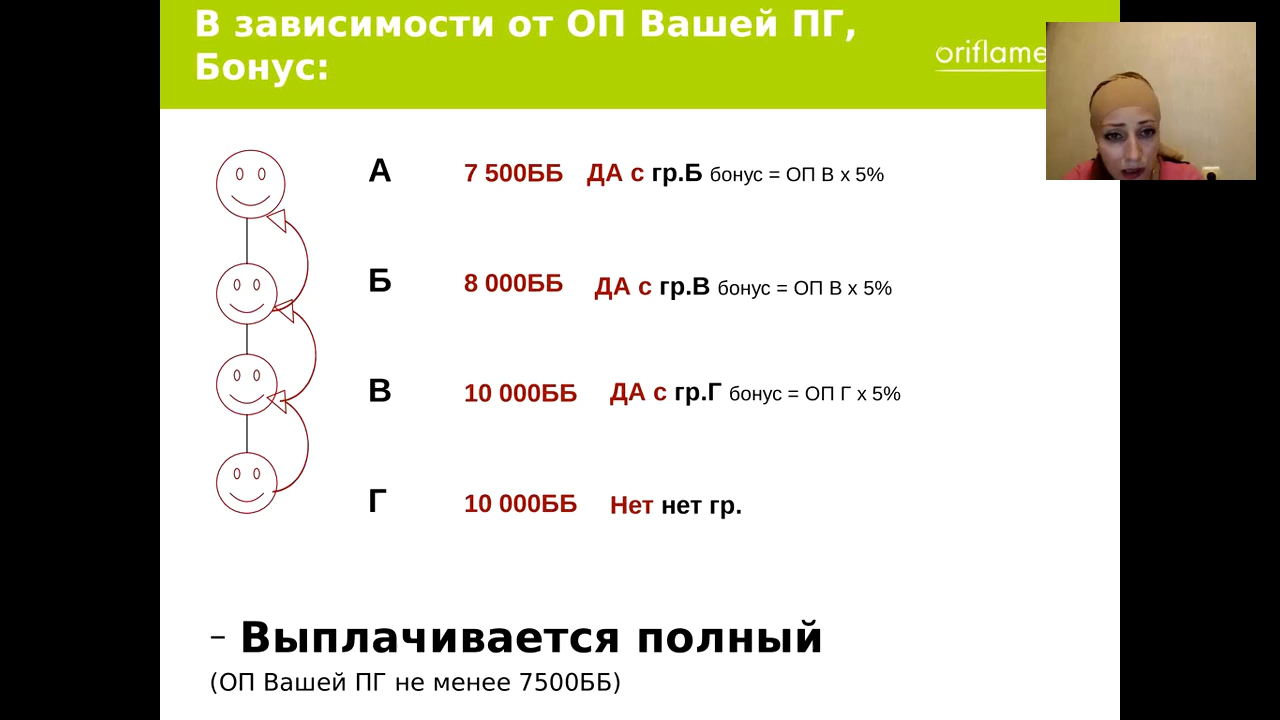 В зависимости от ОП Вашей ПГ,
Бонус:
oriflame
А 7 500ББ ДА с гр.Б бонус = ОП В х 5%
Б 8 000ББ ДА с гр.В бонус = ОП В х 5%
В 10 000ББ ДА с гр.Г бонус = ОП Г х 5%
Г 10 000ББ Нет нет гр.
– Выплачивается полный
(ОП Вашей ПГ не менее 7500ББ)